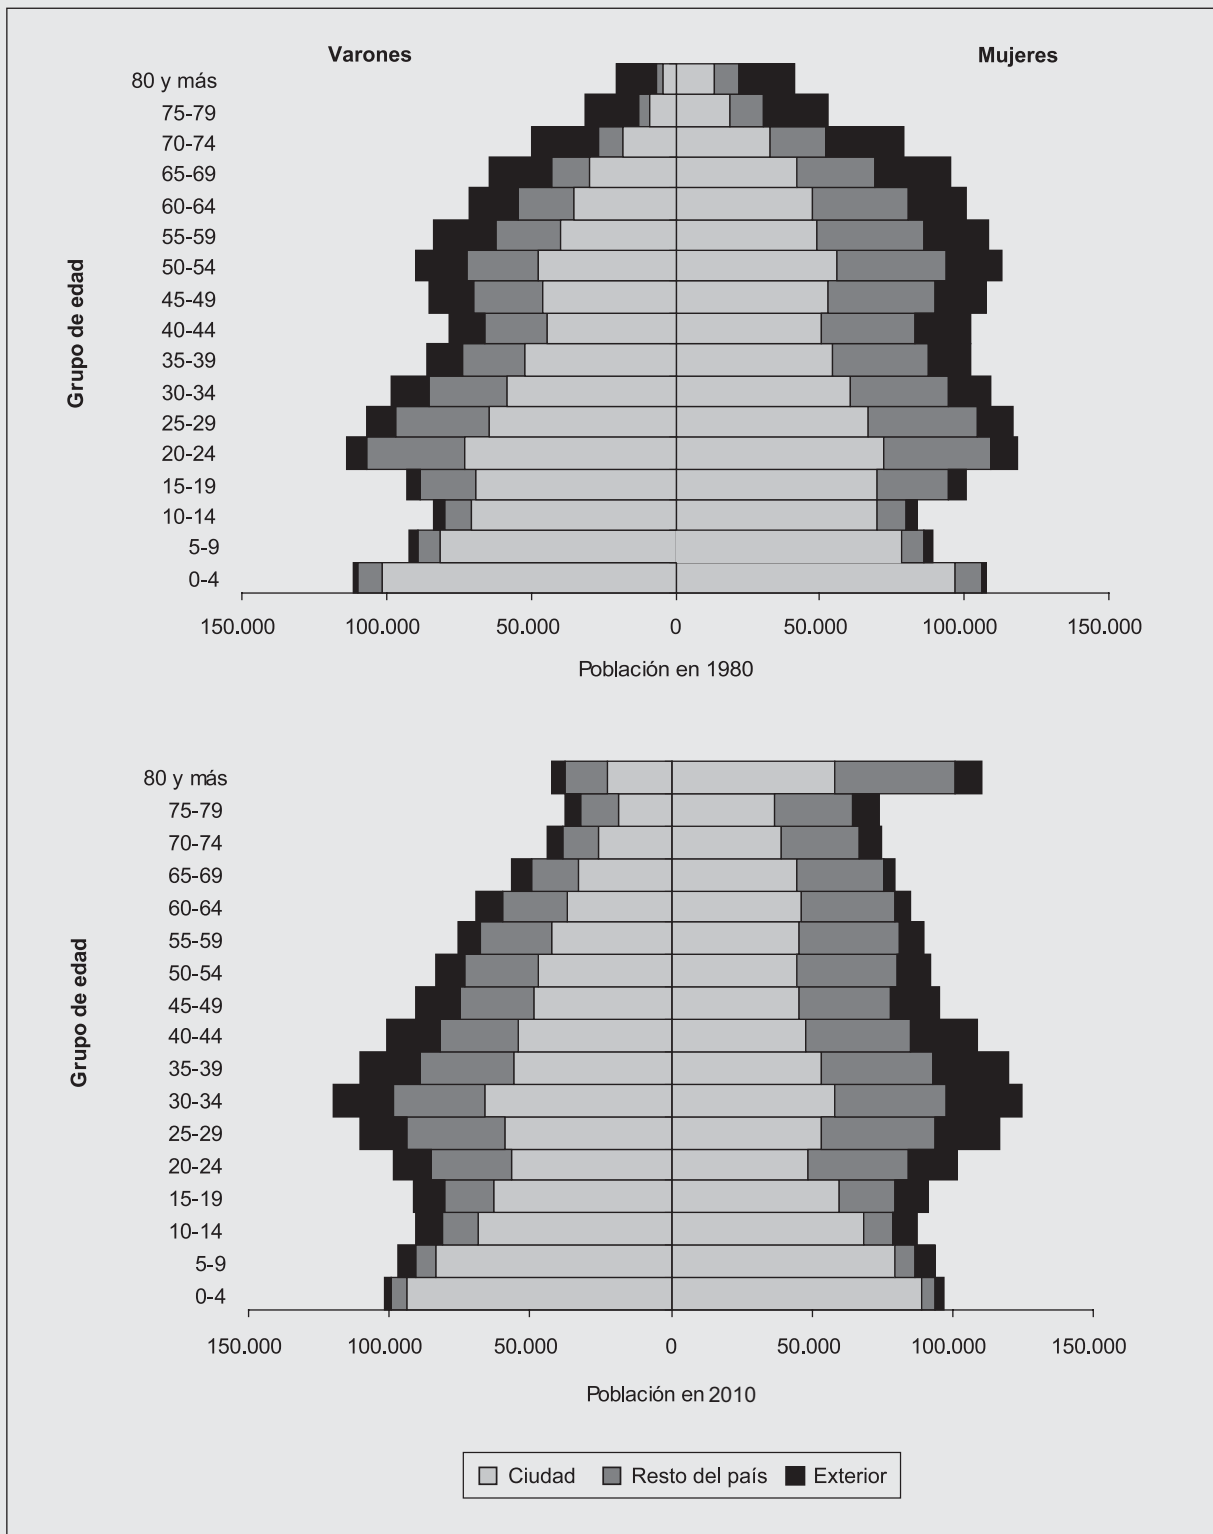 Varones
Mujeres
Grupo de edad
80 y más
75-79
70-74
65-69
60-64
55-59
50-54
45-49
40-44
35-39
30-34
25-29
20-24
15-19
10-14
5-9
0-4
150.000 100.000 50.000 0 50.000 100.000 150.000
Población en 1980
Grupo de edad
80 y más
75-79
70-74
65-69
60-64
55-59
50-54
45-49
40-44
35-39
30-34
25-29
20-24
15-19
10-14
5-9
0-4
150.000 100.000 50.000 0 50.000 100.000 150.000
Población en 2010
Ciudad Resto del país Exterior